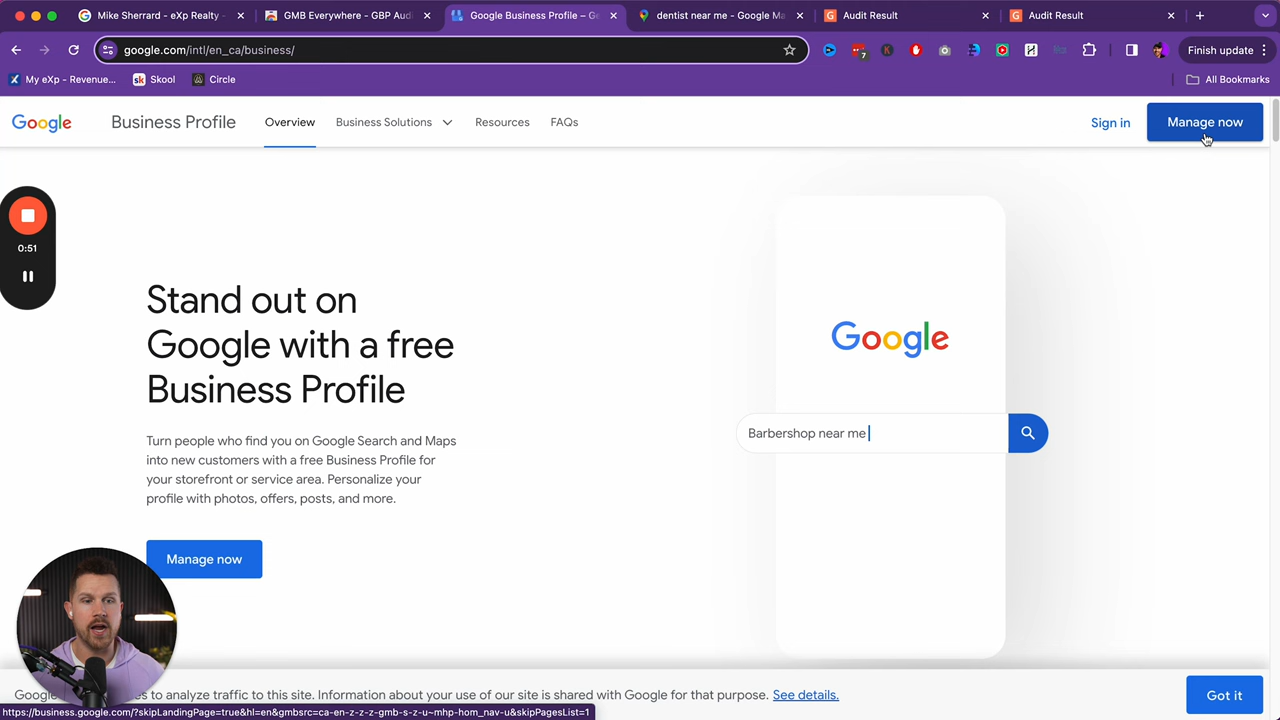 Mike Sherrard - eXp Realty -
GMB Everywhere - GBP Aud
Google Business Profile – Ge
dentist near me - Google Ma
Audit Result
Audit Result
google.com/intl/en_ca/business/
7
Finish update
My eXp - Revenue...
sk Skool
Circle
All Bookmarks
Google
Business Profile
Overview
Business Solutions
Resources
FAQs
Sign in
Manage now
0:51
Stand out on
Google with a free
Business Profile
Turn people who find you on Google Search and Maps
into new customers with a free Business Profile for
your storefront or service area. Personalize your
profile with photos, offers, posts, and more.
Manage now
Google
Barbershop near me
to analyze traffic to this site. Information about your use of our site is shared with Google for that purpose. See details.
Got it
https://business.google.com/?skipLandingPage=true&hl=en&gmbsrc=ca-en-z-z-z-gmb-s-z-u~mhp-hom_nav-u&skipPagesList=1